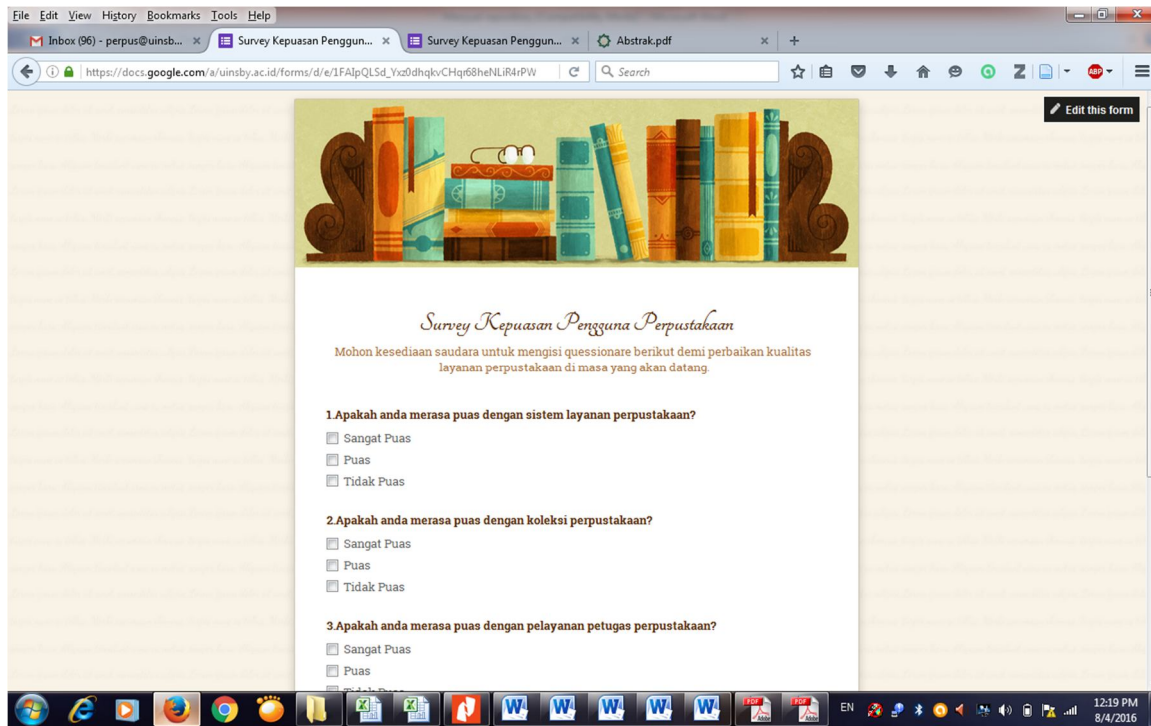 File Edit View History Bookmarks Tools Help
Inbox (96) - perpus@uinsb... × Survey Kepuasan Penggun... × Survey Kepuasan Penggun... × Abstrak.pdf × +
https://docs.google.com/a/uinsby.ac.id/forms/d/e/1FAIpQLSd_Yxz0dhqkvCHqr68heNLiR4rPW Search
Edit this form
Survey Kepuasan Pengguna Perpustakaan
Mohon kesediaan saudara untuk mengisi quessionare berikut demi perbaikan kualitas
layanan perpustakaan di masa yang akan datang.
1.Apakah anda merasa puas dengan sistem layanan perpustakaan?
Sangat Puas
Puas
Tidak Puas
2.Apakah anda merasa puas dengan koleksi perpustakaan?
Sangat Puas
Puas
Tidak Puas
3.Apakah anda merasa puas dengan pelayanan petugas perpustakaan?
Sangat Puas
Puas
Tidak Puas
EN 12:19 PM
8/4/2016